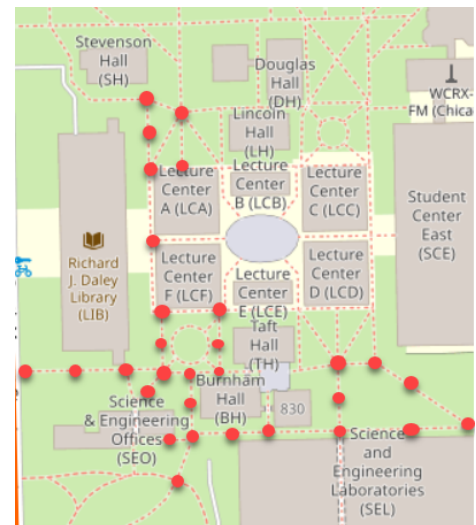 Stevenson
Hall
(SH)
Douglas
Hall
(DH)
WCRX-
FM (Chica
Lincoln
Hall
(LH)
Lecture
Center
A (LCA)
Lecture
Center
B (LCB)
Lecture
Center
C (LCC)
Student
Center
East
(SCE)
Richard
J. Daley
Library
(LIB)
Lecture
Center
F (LCF)
Lecture
Center
E (LCE)
Lecture
Center
D (LCD)
Taft
Hall
(TH)
Burnham
Hall
(BH)
830
Science
& Engineering
Offices
(SEO)
Science
and
Engineering
Laboratories
(SEL)